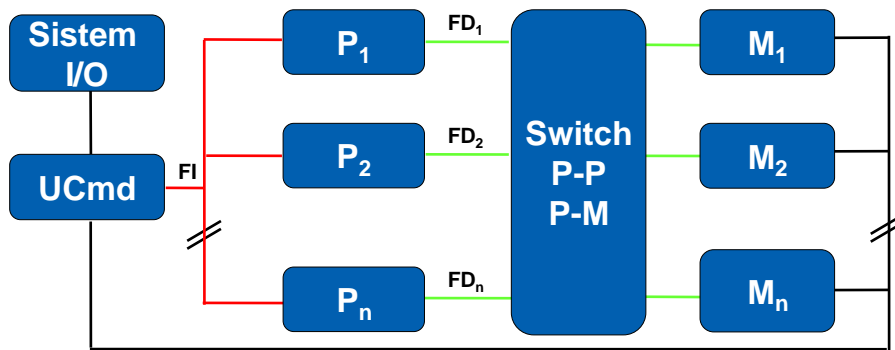 Sistem
I/O
UCmd
FI
P1
P2
Pn
FD1
FD2
FDn
Switch
P-P
P-M
M1
M2
Mn